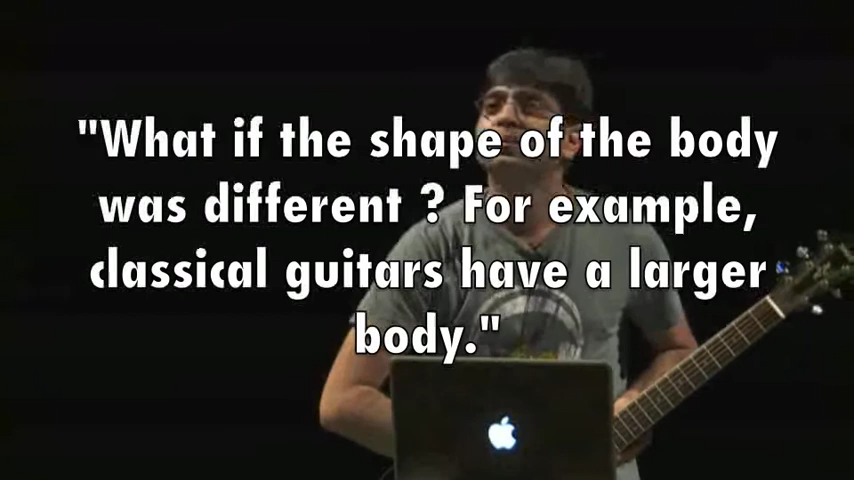 "What if the shape of the body
was different ? For example,
classical guitars have a larger
body."